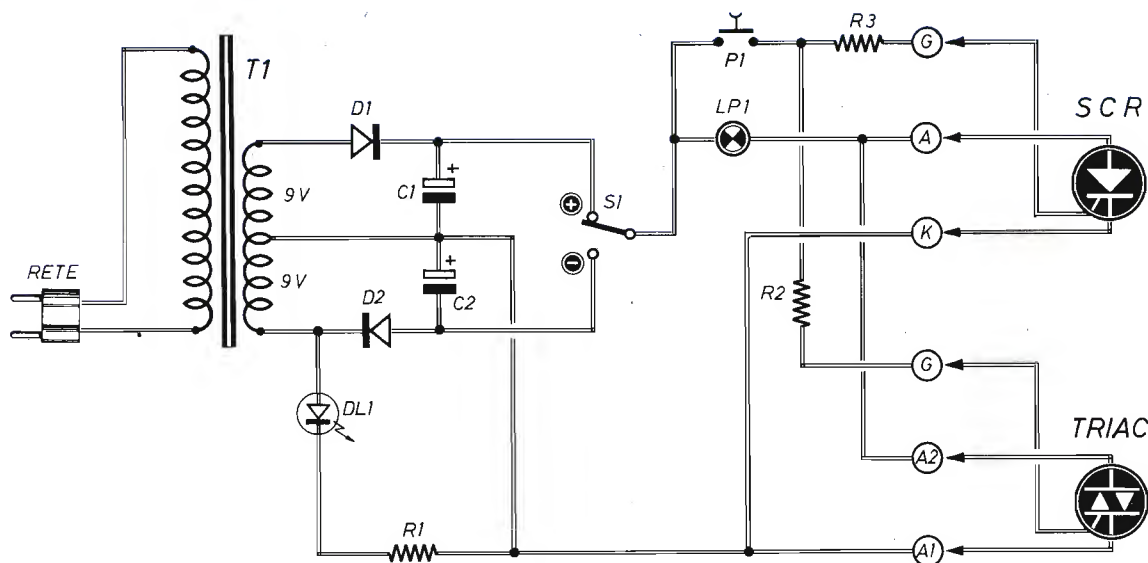 P1
R3
G
T1
D1
LP1
A
SCR
+
C1
9V
+
S1
K
RETE
9V
+
C2
-
D2
R2
G
DL1
A2
TRIAC
R1
A1